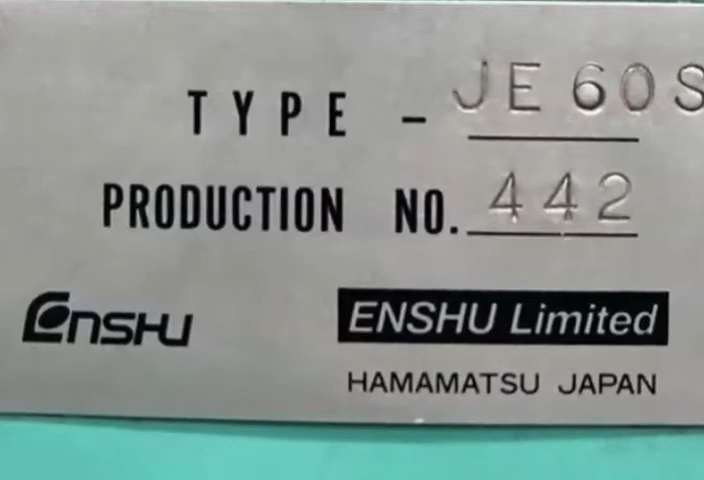 TYPE - JE60S
PRODUCTION NO. 442
ENSHU
ENSHU Limited
HAMAMATSU JAPAN